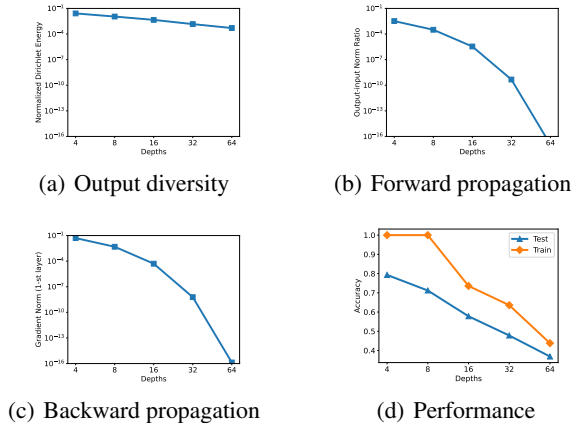 Normalized Dirichlet Energy
10⁻¹
10⁻⁴
10⁻⁷
10⁻¹⁰
10⁻¹³
10⁻¹⁶
4 8 16 32 64
Depths
(a) Output diversity
Output-input Norm Ratio
10⁻¹
10⁻⁴
10⁻⁷
10⁻¹⁰
10⁻¹³
10⁻¹⁶
4 8 16 32 64
Depths
(b) Forward propagation
Gradient Norm (1-st layer)
10⁻¹
10⁻⁴
10⁻⁷
10⁻¹⁰
10⁻¹³
10⁻¹⁶
4 8 16 32 64
Depths
(c) Backward propagation
Accuracy
1.0
0.9
0.8
0.7
0.6
0.5
0.4
Test
Train
4 8 16 32 64
Depths
(d) Performance